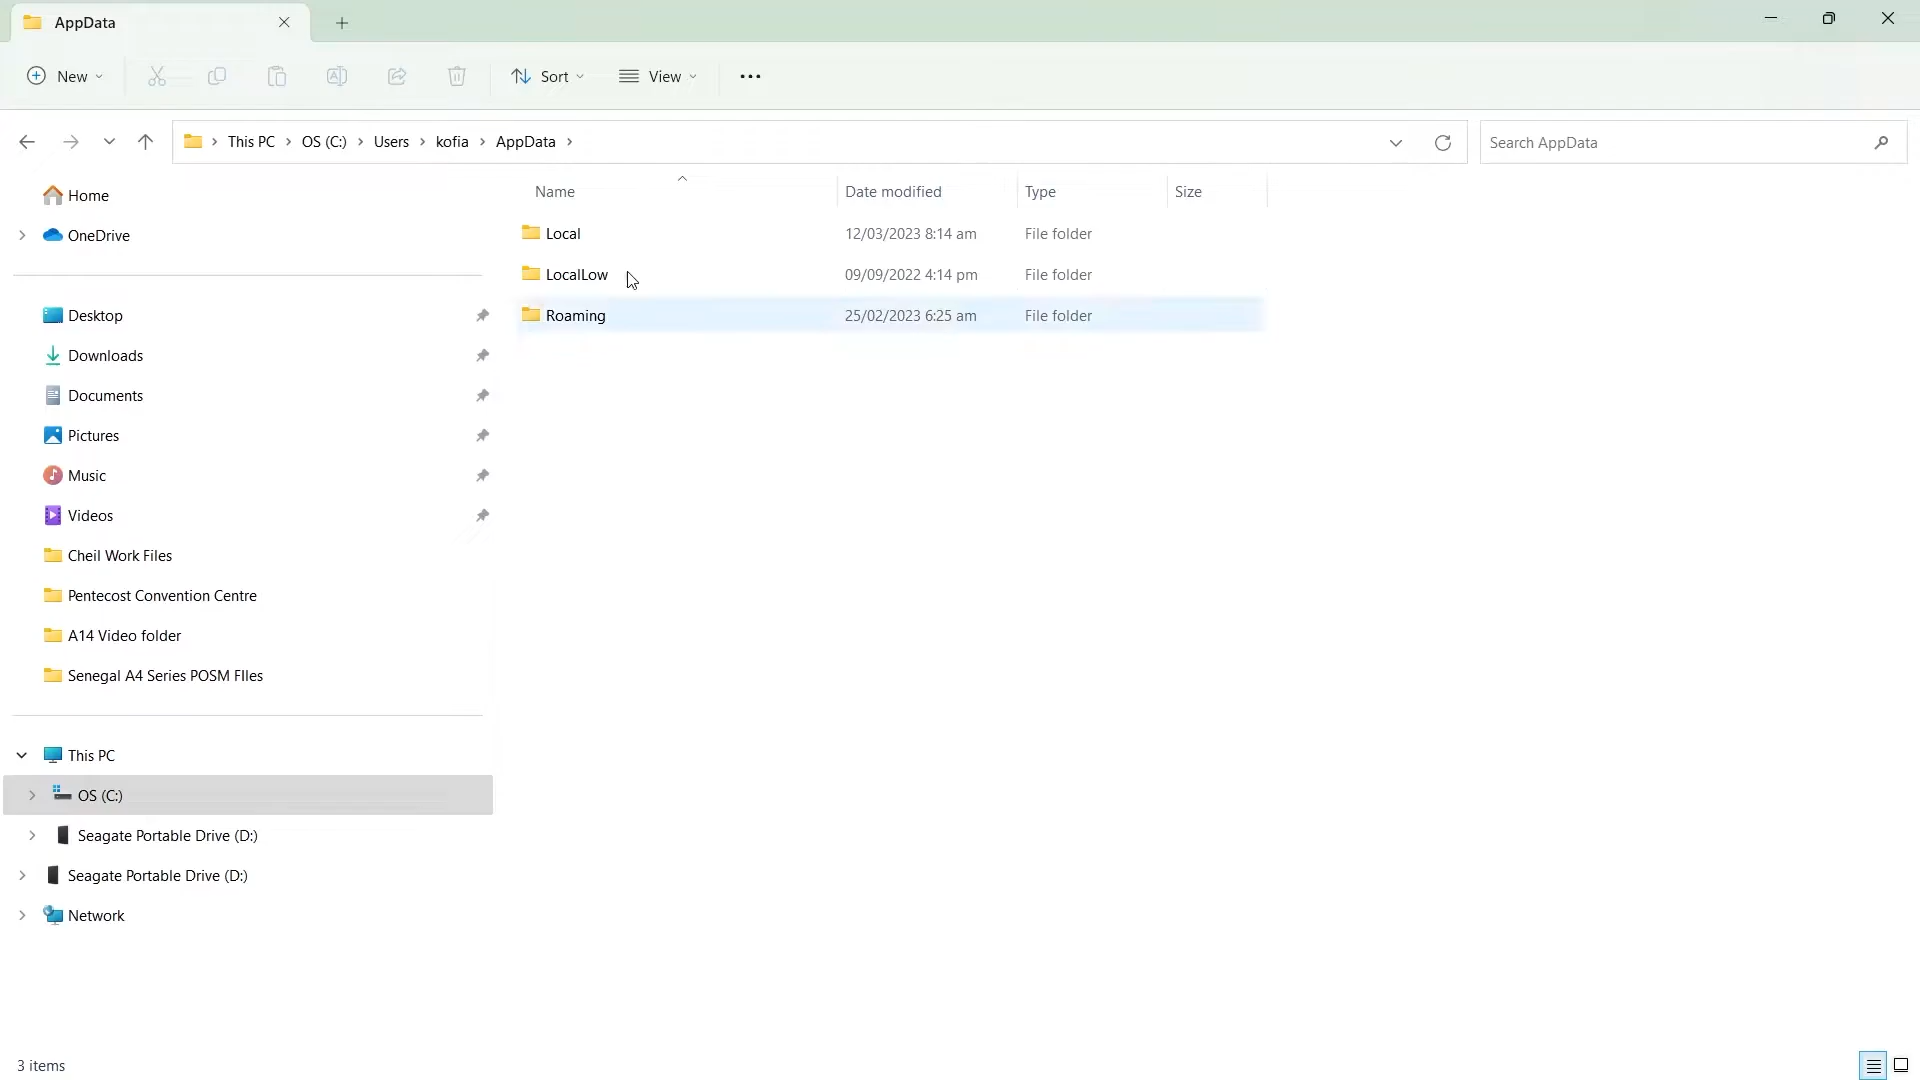 AppData
New
Sort
View
This PC > OS (C:) > Users > kofia > AppData >
Search AppData
Home
OneDrive
Desktop
Downloads
Documents
Pictures
Music
Videos
Cheil Work Files
Pentecost Convention Centre
A14 Video folder
Senegal A4 Series POSM FIles
This PC
OS (C:)
Seagate Portable Drive (D:)
Seagate Portable Drive (D:)
Network
Name Date modified Type Size
Local 12/03/2023 8:14 am File folder
LocalLow 09/09/2022 4:14 pm File folder
Roaming 25/02/2023 6:25 am File folder
3 items